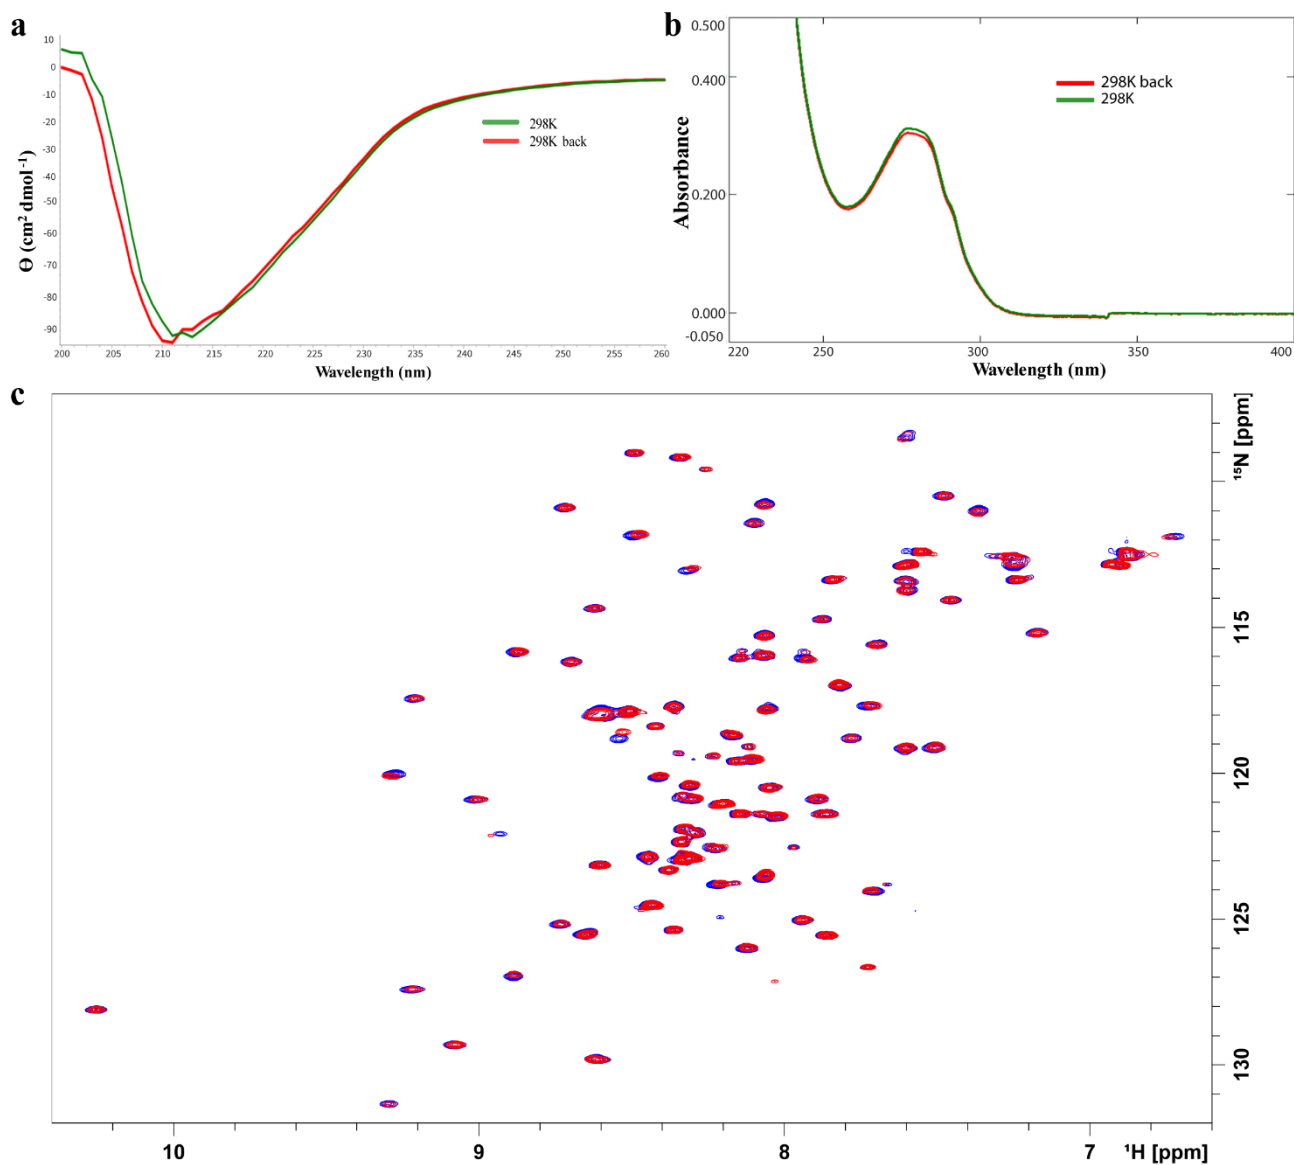 a
10
0
-10
-20
-30
-40
-50
-60
-70
-80
-90
Ө (cm² dmol⁻¹)
298K
298K back
200 205 210 215 220 225 230 235 240 245 250 255 260
Wavelength (nm)
b
0.500
0.400
0.200
0.000
-0.050
Absorbance
298K back
298K
220 250 300 350 400
Wavelength (nm)
c
¹⁵N [ppm]
115
120
125
130
10 9 8 7 ¹H [ppm]